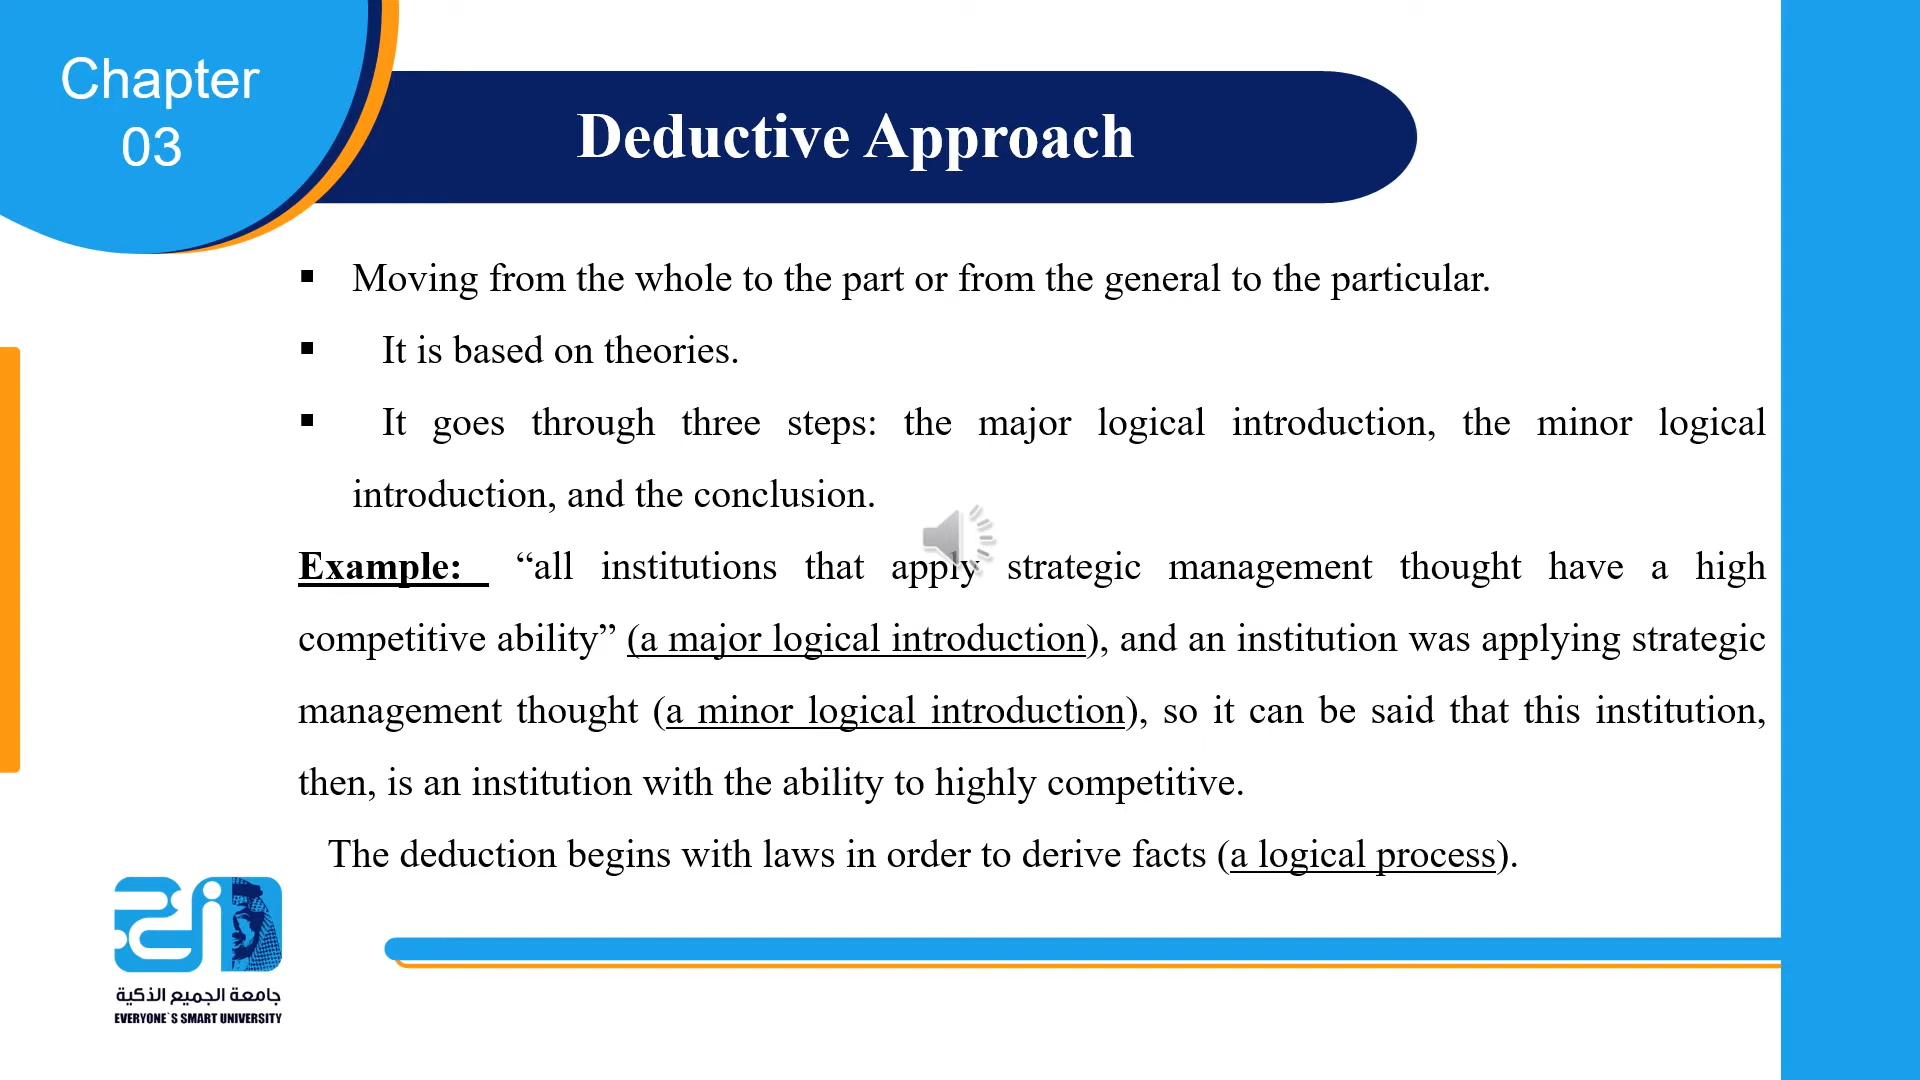 Chapter
03
Deductive Approach
▪ Moving from the whole to the part or from the general to the particular.
▪ It is based on theories.
▪ It goes through three steps: the major logical introduction, the minor logical
introduction, and the conclusion.
Example: “all institutions that apply strategic management thought have a high
competitive ability” (a major logical introduction), and an institution was applying strategic
management thought (a minor logical introduction), so it can be said that this institution,
then, is an institution with the ability to highly competitive.
The deduction begins with laws in order to derive facts (a logical process).
جامعة الجميع الذكية
EVERYONE`S SMART UNIVERSITY